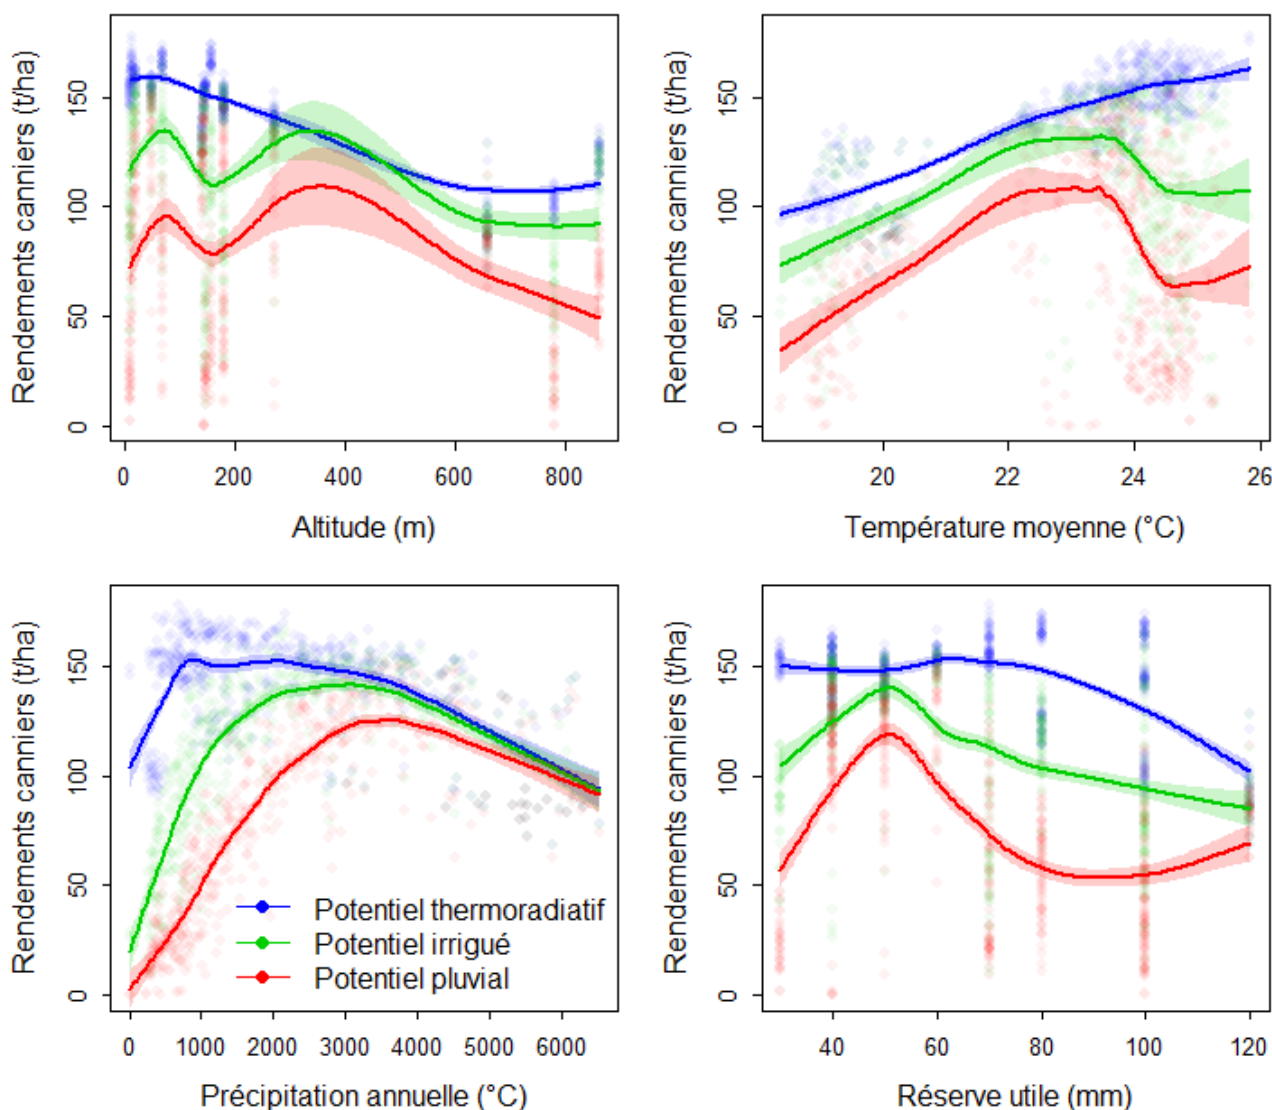 Rendements canniers (t/ha)
150
100
50
0
0 200 400 600 800
Altitude (m)
Rendements canniers (t/ha)
150
100
50
0
20 22 24 26
Température moyenne (°C)
Rendements canniers (t/ha)
150
100
50
0
Potentiel thermoradiatif
Potentiel irrigué
Potentiel pluvial
0 1000 2000 3000 4000 5000 6000
Précipitation annuelle (°C)
Rendements canniers (t/ha)
150
100
50
0
40 60 80 100 120
Réserve utile (mm)